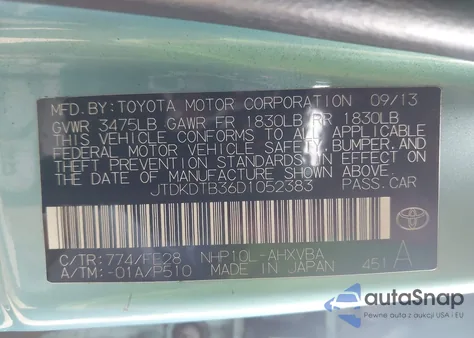 MFD.BY:TOYOTA MOTOR CORPORATION 09/13
GVWR 3475LB GAWR FR 1830LB/RR 1830LB
THIS VEHICLE CONFORMS TO ALL APPLICABLE
FEDERAL MOTOR VEHICLE SAFETY,BUMPER,AND
THEFT PREVENTION STANDARDS IN EFFECT ON
THE DATE OF MANUFACTURE SHOWN ABOVE.
JTDKDTB36D1052383 PASS.CAR
C/TR:774/FE28 NHP10L-AHXVBA
A/TM:-01A/P510 MADE IN JAPAN 451 A
TOYOTA
autaSnap
Pewne auta z dostawą z USA i EU